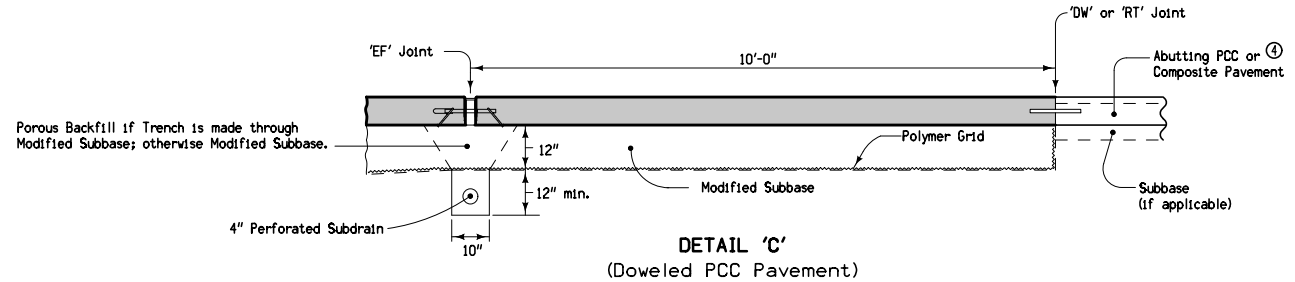 'DW' or 'RT' Joint
'EF' Joint
10'-0"
Abutting PCC or ④
Composite Pavement
Porous Backfill if Trench is made through
Modified Subbase; otherwise Modified Subbase.
Polymer Grid
12"
Modified Subbase
12" min.
Subbase
(if applicable)
4" Perforated Subdrain
10"
DETAIL 'C'
(Doweled PCC Pavement)